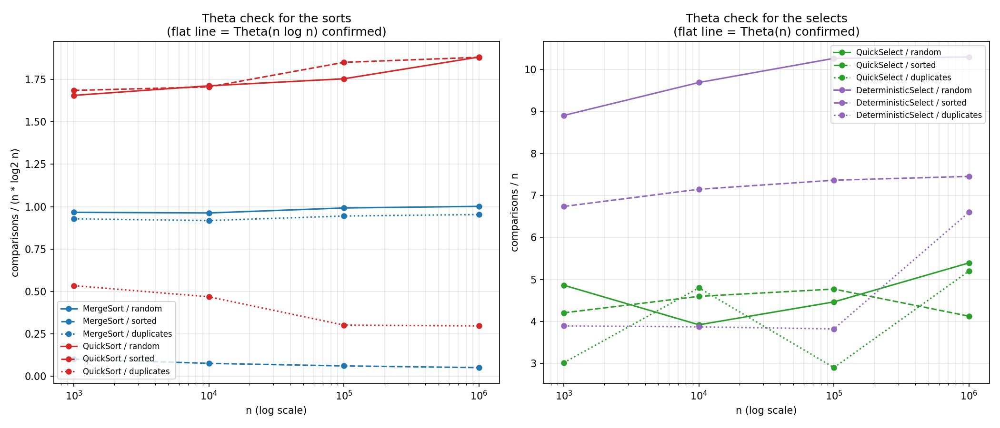 Theta check for the sorts
(flat line = Theta(n log n) confirmed)
comparisons / (n * log2 n)
1.75
1.50
1.25
1.00
0.75
0.50
0.25
0.00
MergeSort / random
MergeSort / sorted
MergeSort / duplicates
QuickSort / random
QuickSort / sorted
QuickSort / duplicates
10³
10⁴
10⁵
10⁶
n (log scale)
Theta check for the selects
(flat line = Theta(n) confirmed)
comparisons / n
10
9
8
7
6
5
4
3
QuickSelect / random
QuickSelect / sorted
QuickSelect / duplicates
DeterministicSelect / random
DeterministicSelect / sorted
DeterministicSelect / duplicates
10³
10⁴
10⁵
10⁶
n (log scale)